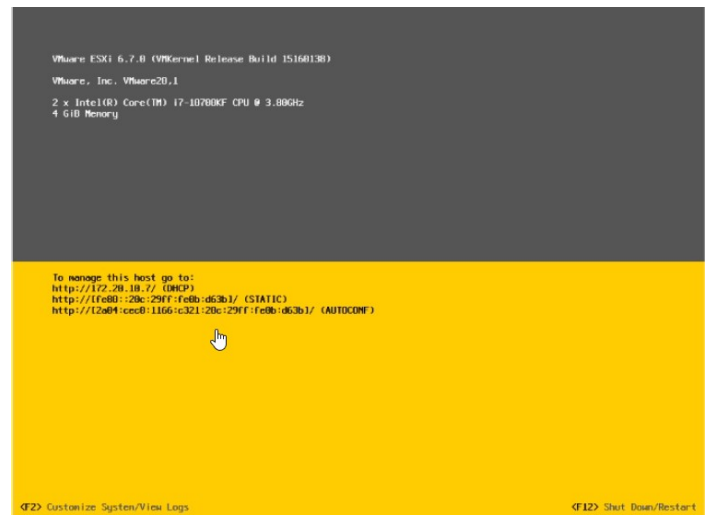 VMware ESXi 6.7.0 (VMKernel Release Build 15160138)
VMware, Inc. VMware20,1
2 x Intel(R) Core(TM) i7-10700KF CPU @ 3.80GHz
4 GiB Memory
To manage this host go to:
http://172.20.10.7/ (DHCP)
http://[fe80::20c:29ff:fe0b:d63b]/ (STATIC)
http://[2a04:cec0:1166:c321:20c:29ff:fe0b:d63b]/ (AUTOCONF)
<F2> Customize System/View Logs
<F12> Shut Down/Restart